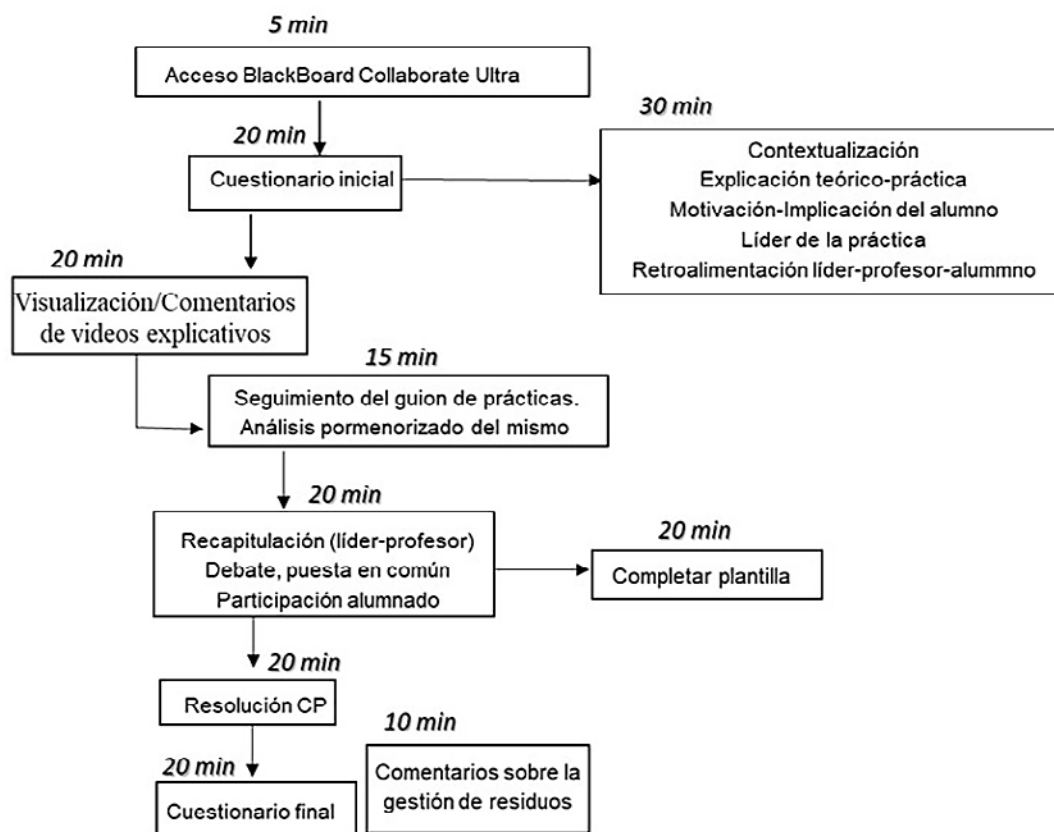 5 min
Acceso BlackBoard Collaborate Ultra
20 min
Cuestionario inicial
30 min
Contextualización
Explicación teórico-práctica
Motivación-Implicación del alumno
Líder de la práctica
Retroalimentación líder-profesor-alummno
20 min
Visualización/Comentarios
de videos explicativos
15 min
Seguimiento del guion de prácticas.
Análisis pormenorizado del mismo
20 min
Recapitulación (líder-profesor)
Debate, puesta en común
Participación alumnado
20 min
Completar plantilla
20 min
Resolución CP
20 min
Cuestionario final
10 min
Comentarios sobre la
gestión de residuos